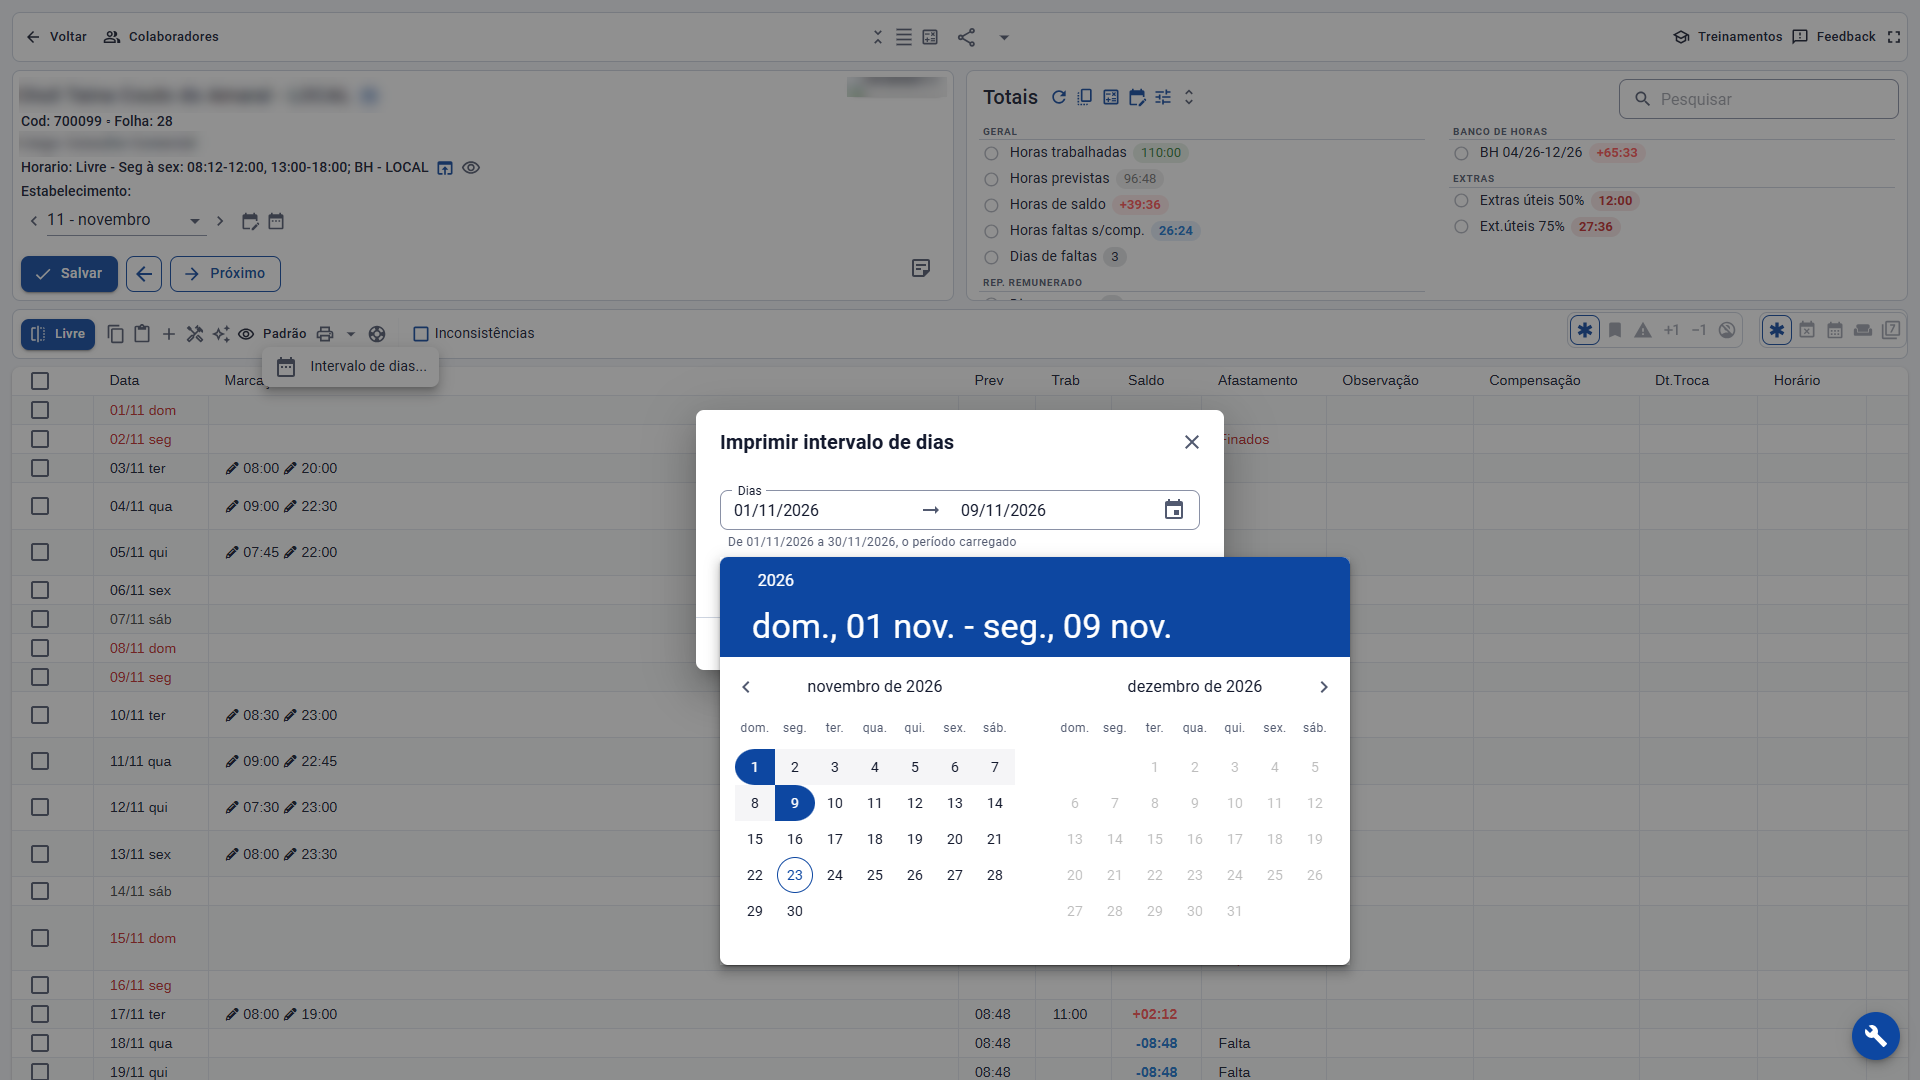 Voltar Colaboradores
Treinamentos Feedback
Cod: 700099 • Folha: 28
Horario: Livre - Seg à sex: 08:12-12:00, 13:00-18:00; BH - LOCAL
Estabelecimento:
11 - novembro
Salvar Próximo
Totais
Pesquisar
GERAL
Horas trabalhadas 110:00
Horas previstas 96:48
Horas de saldo +39:36
Horas faltas s/comp. 26:24
Dias de faltas 3
REP. REMUNERADO
BANCO DE HORAS
BH 04/26-12/26 +65:33
EXTRAS
Extras úteis 50% 12:00
Ext.úteis 75% 27:36
Livre Padrão Inconsistências
+1 −1 7
Intervalo de dias...
Data Prev Trab Saldo Afastamento Observação Compensação Dt.Troca Horário
01/11 dom
02/11 seg
03/11 ter 08:00 20:00
04/11 qua 09:00 22:30
05/11 qui 07:45 22:00
06/11 sex
07/11 sáb
08/11 dom
09/11 seg
10/11 ter 08:30 23:00
11/11 qua 09:00 22:45
12/11 qui 07:30 23:00
13/11 sex 08:00 23:30
14/11 sáb
15/11 dom
16/11 seg
17/11 ter 08:00 19:00 08:48 11:00 +02:12
18/11 qua 08:48 -08:48 Falta
19/11 qui 08:48 -08:48 Falta
Imprimir intervalo de dias
Dias
01/11/2026 → 09/11/2026
De 01/11/2026 a 30/11/2026, o período carregado
2026
dom., 01 nov. - seg., 09 nov.
novembro de 2026
dom. seg. ter. qua. qui. sex. sáb.
1 2 3 4 5 6 7
8 9 10 11 12 13 14
15 16 17 18 19 20 21
22 23 24 25 26 27 28
29 30
dezembro de 2026
dom. seg. ter. qua. qui. sex. sáb.
1 2 3 4 5
6 7 8 9 10 11 12
13 14 15 16 17 18 19
20 21 22 23 24 25 26
27 28 29 30 31